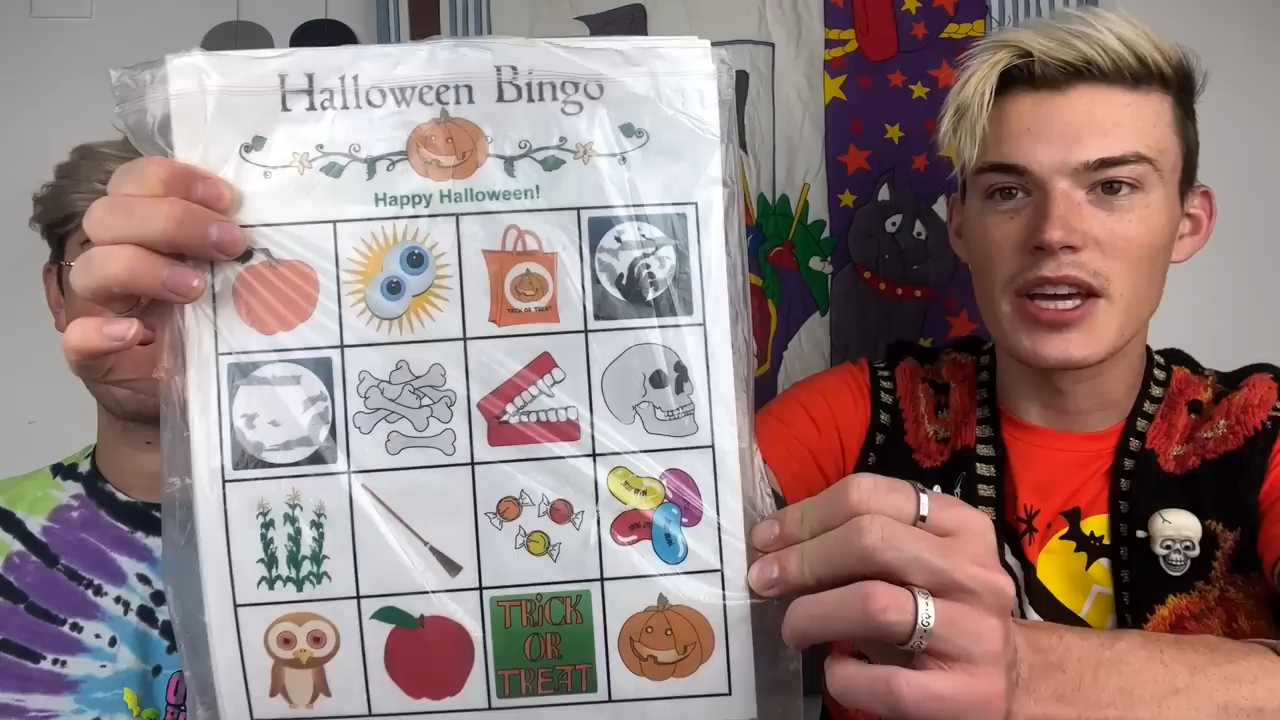 Halloween Bingo
Happy Halloween!
TRICK OR TREAT
TRiCK
OR
TREAT